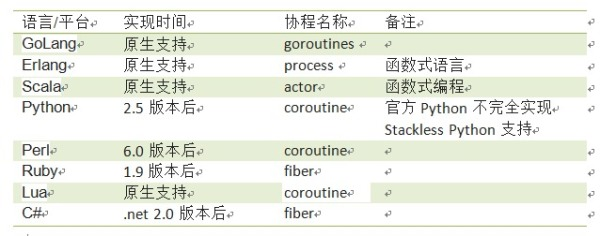 语言/平台 实现时间 协程名称 备注
GoLang 原生支持 goroutines
Erlang 原生支持 process 函数式语言
Scala 原生支持 actor 函数式编程
Python 2.5 版本后 coroutine 官方 Python 不完全实现
Stackless Python 支持
Perl 6.0 版本后 coroutine
Ruby 1.9 版本后 fiber
Lua 原生支持 coroutine
C# .net 2.0 版本后 fiber